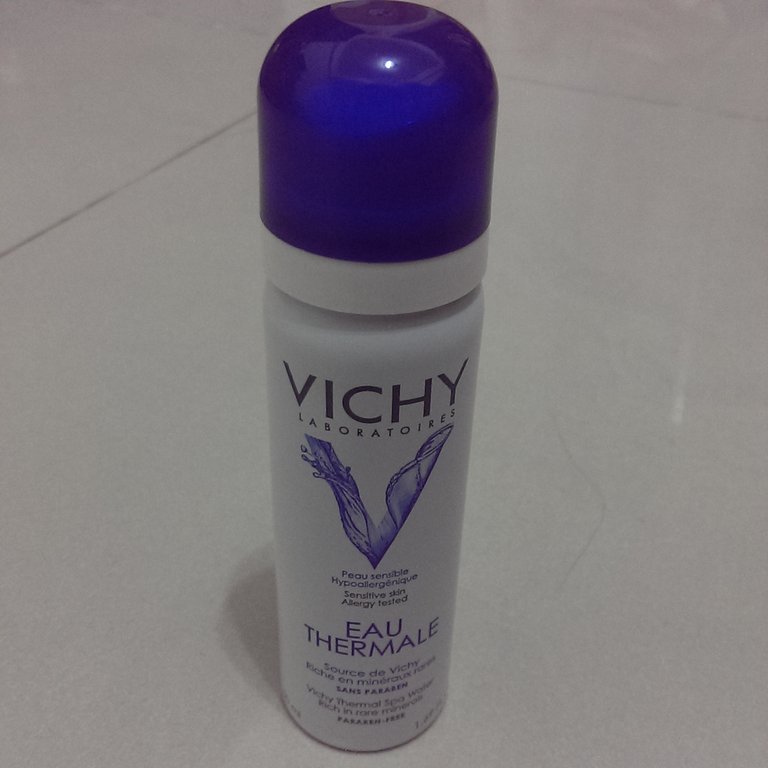 VICHY
LABORATOIRES
Peau sensible
Hypoallergénique
Sensitive skin
Allergy tested
EAU
THERMALE
Source de Vichy
Riche en minéraux rares
SANS PARABEN
Vichy Thermal Spa Water
Rich in rare minerals
PARABEN-FREE